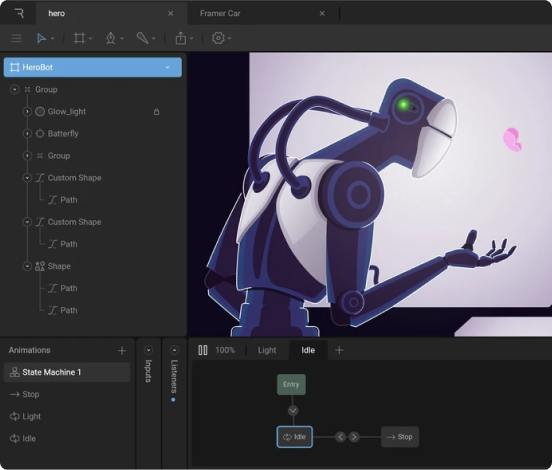 hero
Framer Car
HeroBot
Group
Glow_light
Batterfly
Group
Custom Shape
Path
Custom Shape
Path
Shape
Path
Path
Animations
State Machine 1
Stop
Light
Idle
Inputs
Listeners
100%
Light
Idle
Entry
Idle
Stop